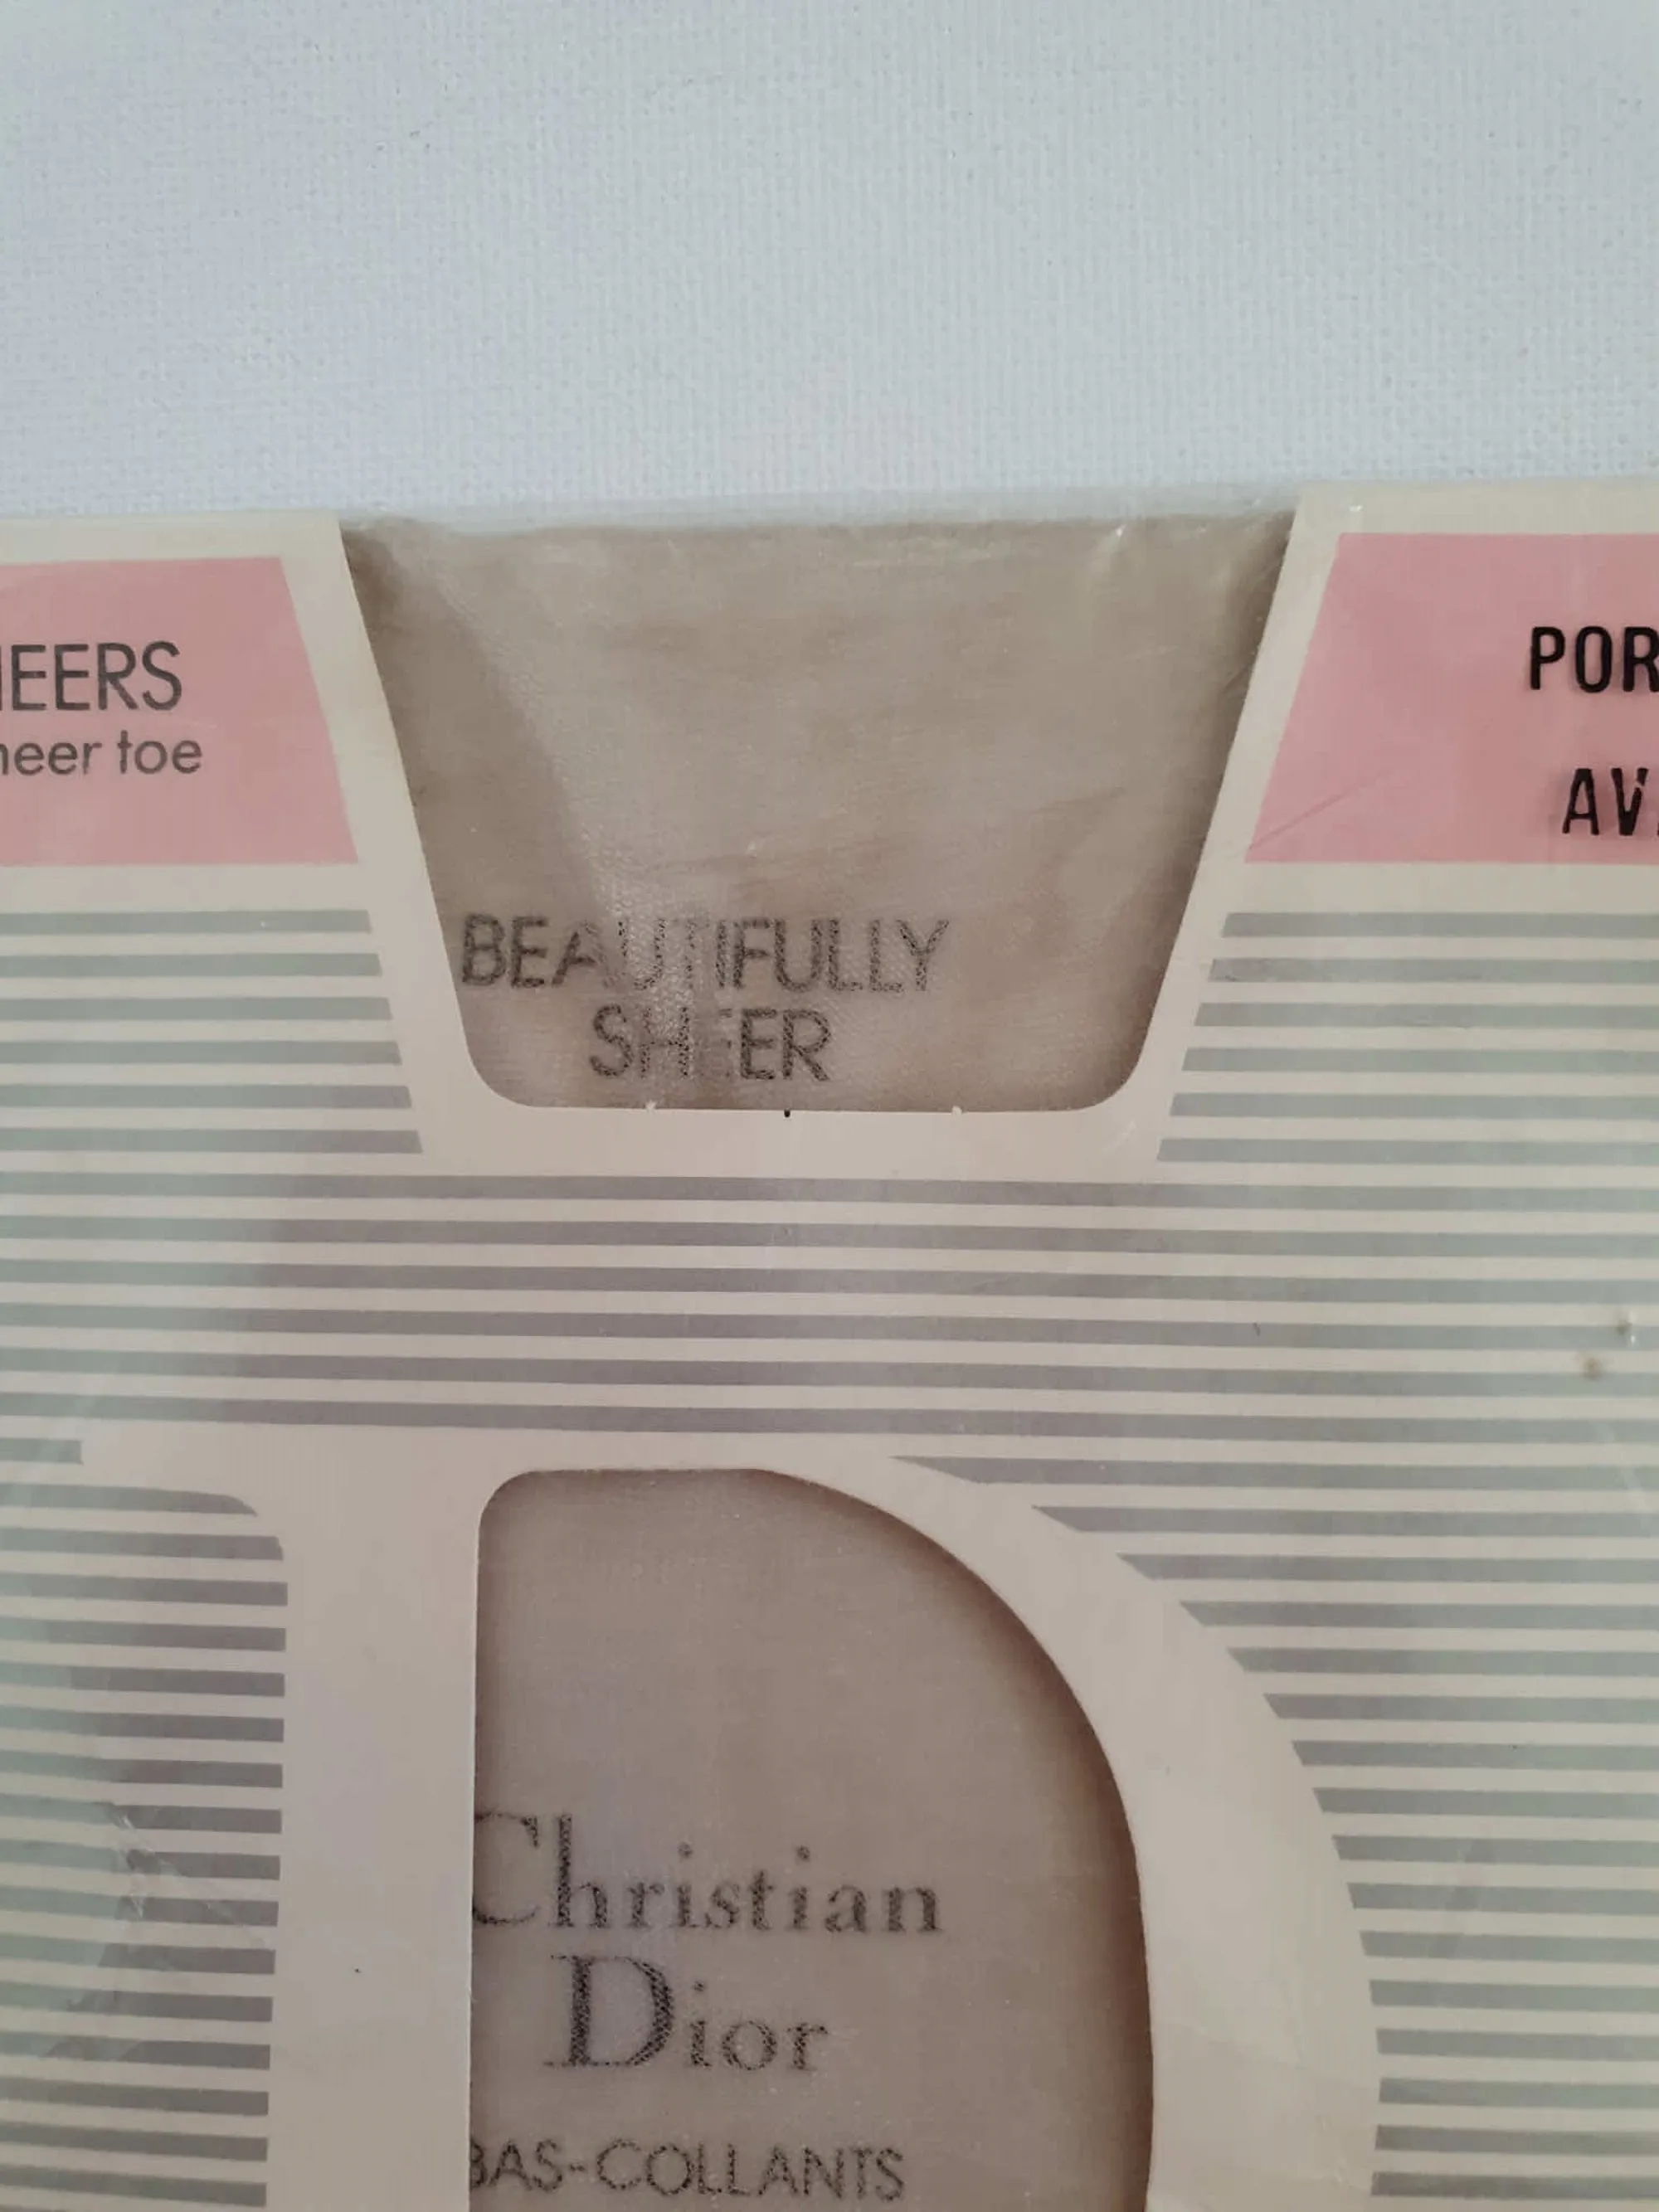 HEERS
heer toe
POR
AV
BEAUTIFULLY
SHEER
Christian
Dior
BAS-COLLANTS